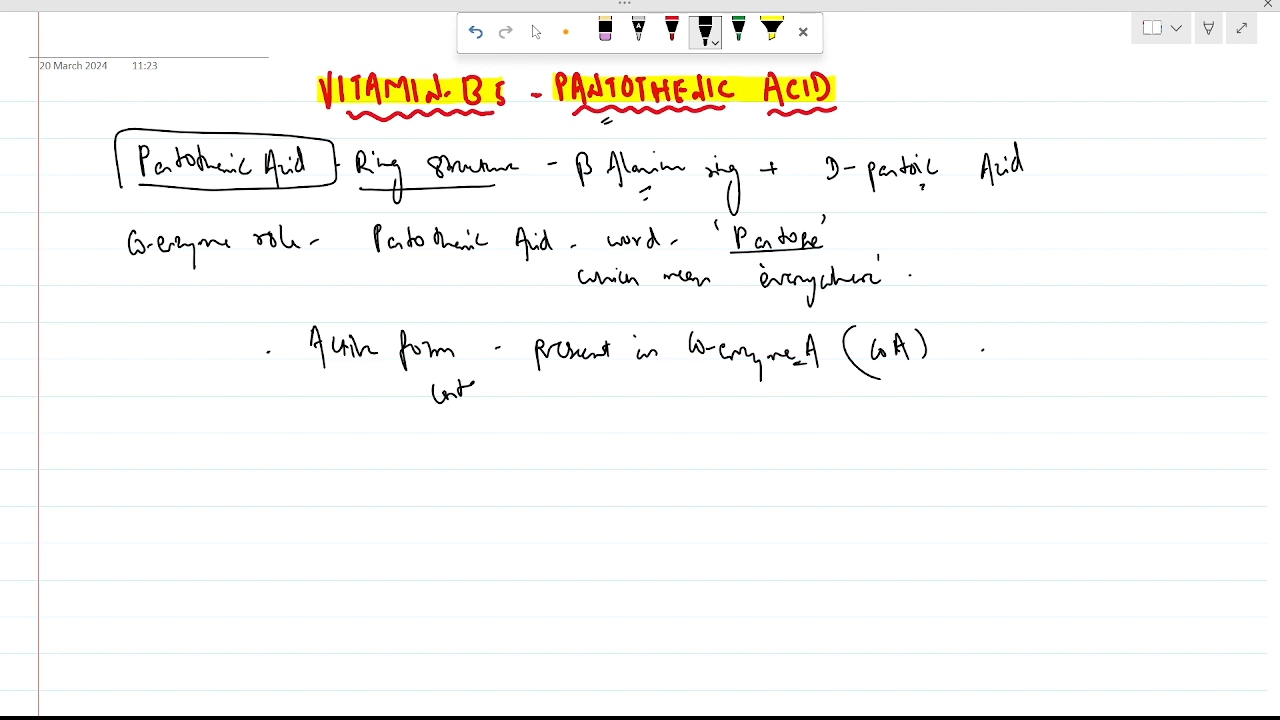 20 March 2024 11:23
VITAMIN-B5 - PANTOTHENIC ACID
Pantothenic Acid - Ring structure - β Alanine ring + D-pantoic Acid
Co-enzyme role - Pantothenic Acid - word - 'Pantose'
which mean 'everywhere'.
. Active form - present in Co-enzyme A (CoA) .